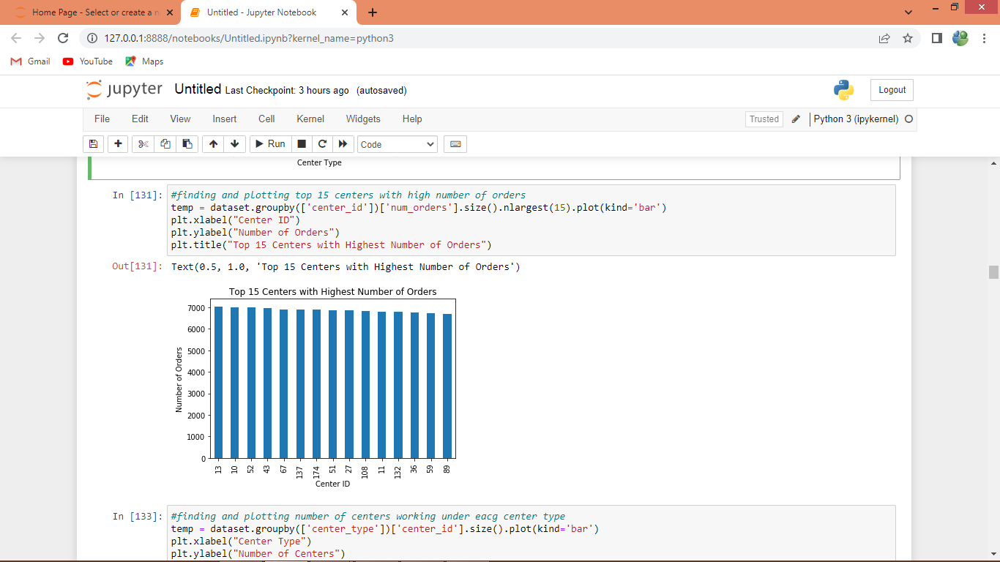 Home Page - Select or create a n
Untitled - Jupyter Notebook
127.0.0.1:8888/notebooks/Untitled.ipynb?kernel_name=python3
Gmail YouTube Maps
jupyter Untitled Last Checkpoint: 3 hours ago (autosaved)
Logout
File Edit View Insert Cell Kernel Widgets Help
Trusted Python 3 (ipykernel)
Run Code
Center Type
In [131]: #finding and plotting top 15 centers with high number of orders
temp = dataset.groupby(['center_id'])['num_orders'].size().nlargest(15).plot(kind='bar')
plt.xlabel("Center ID")
plt.ylabel("Number of Orders")
plt.title("Top 15 Centers with Highest Number of Orders")
Out[131]: Text(0.5, 1.0, 'Top 15 Centers with Highest Number of Orders')
Top 15 Centers with Highest Number of Orders
Number of Orders
7000
6000
5000
4000
3000
2000
1000
0
13 10 52 43 67 137 174 51 27 108 11 132 36 59 89
Center ID
In [133]: #finding and plotting number of centers working under eacg center type
temp = dataset.groupby(['center_type'])['center_id'].size().plot(kind='bar')
plt.xlabel("Center Type")
plt.ylabel("Number of Centers")